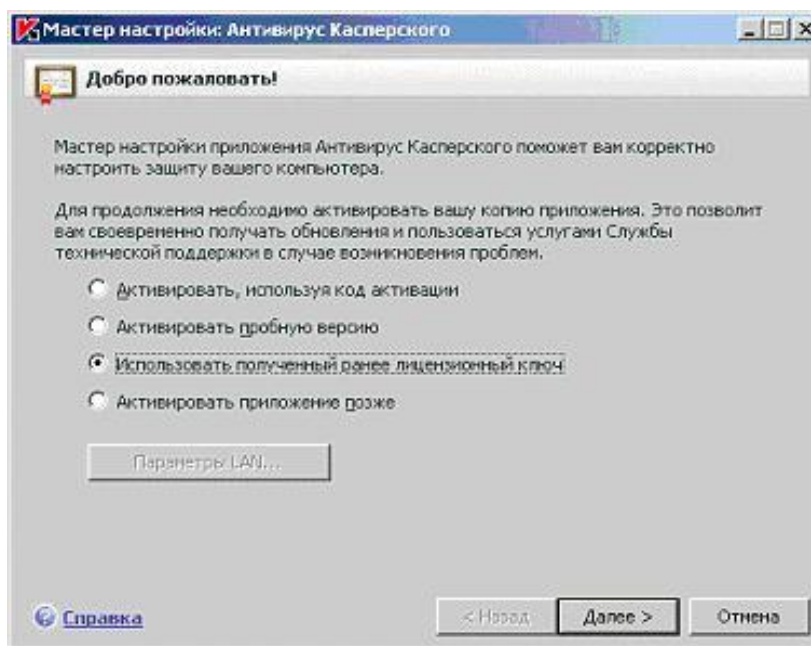 Мастер настройки: Антивирус Касперского
Добро пожаловать!
Мастер настройки приложения Антивирус Касперского поможет вам корректно
настроить защиту вашего компьютера.
Для продолжения необходимо активировать вашу копию приложения. Это позволит
вам своевременно получать обновления и пользоваться услугами Службы
технической поддержки в случае возникновения проблем.
Активировать, используя код активации
Активировать пробную версию
Использовать полученный ранее лицензионный ключ
Активировать приложение позже
Параметры LAN...
Справка
< Назад
Далее >
Отмена